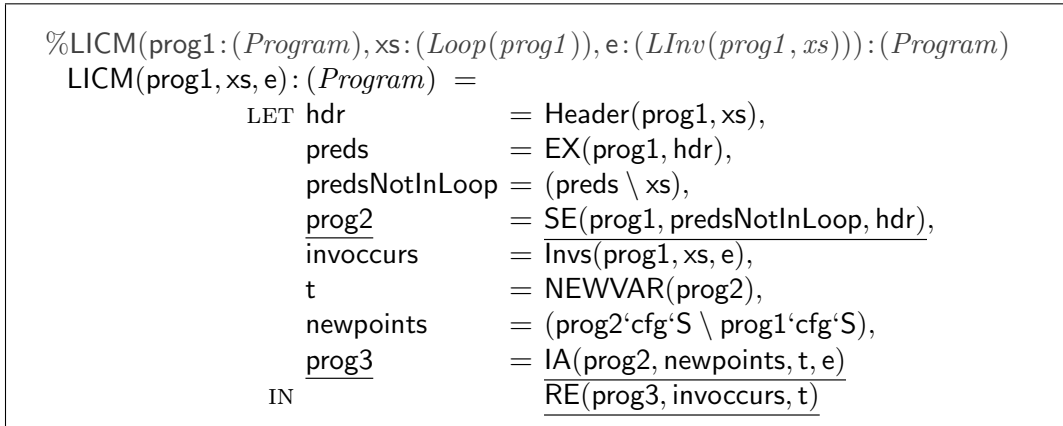 %LICM(prog1:(Program),xs:(Loop(prog1)),e:(LInv(prog1,xs))):(Program)
LICM(prog1,xs,e):(Program) =
LET hdr = Header(prog1,xs),
preds = EX(prog1,hdr),
predsNotInLoop = (preds \ xs),
prog2 = SE(prog1,predsNotInLoop,hdr),
invoccurs = Invs(prog1,xs,e),
t = NEWVAR(prog2),
newpoints = (prog2‘cfg‘S \ prog1‘cfg‘S),
prog3 = IA(prog2,newpoints,t,e)
IN RE(prog3,invoccurs,t)